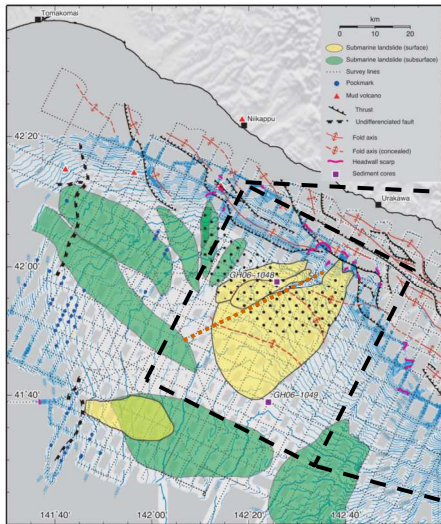 Tomakomai
km
0 10 20
Submarine landslide (surface)
Submarine landslide (subsurface)
Survey lines
Pockmark
Mud volcano
Thrust
Undifferenciated fault
Fold axis
Fold axis (concealed)
Headwall scarp
Sediment cores
Niikappu
42°20'
Urakawa
42°00'
GH06-1048
41°40'
GH06-1049
141°40' 142°00' 142°20' 142°40'